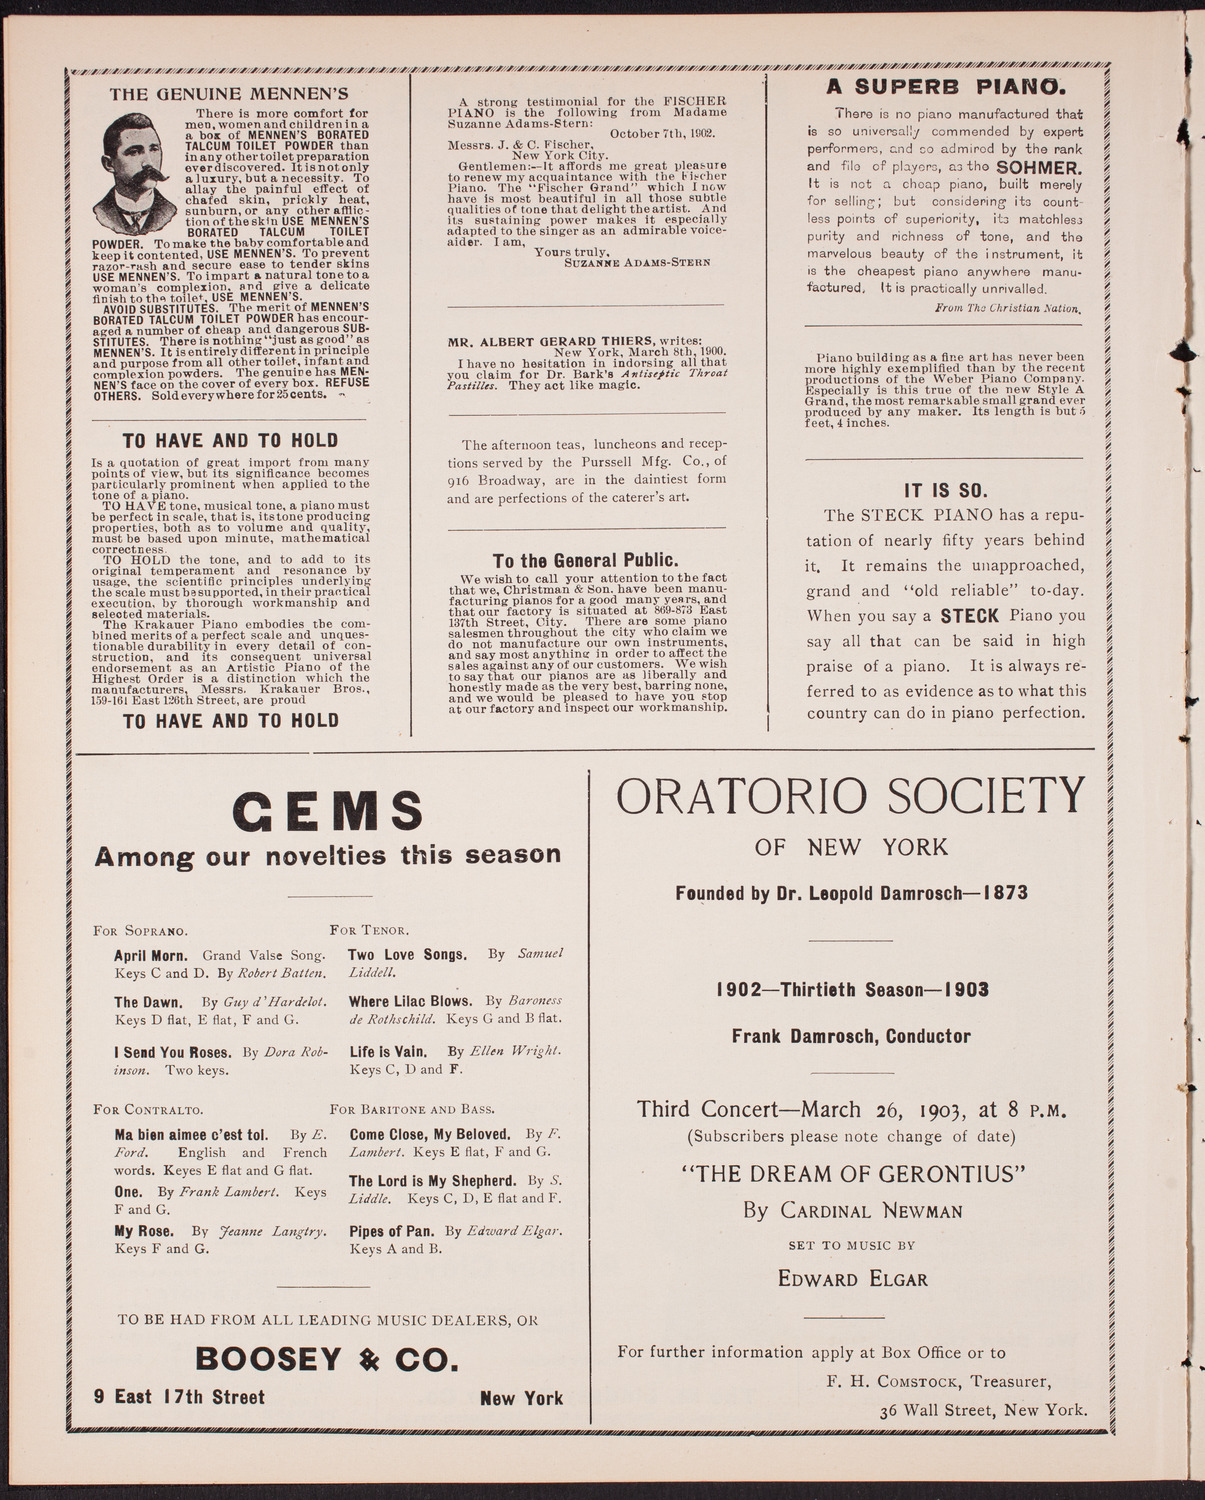 THE GENUINE MENNEN'S
There is more comfort for
men, women and children in a
a box of MENNEN'S BORATED
TALCUM TOILET POWDER than
in any other toilet preparation
ever discovered. It is not only
a luxury, but a necessity. To
allay the painful effect of
chafed skin, prickly heat,
sunburn, or any other afflic-
tion of the skin USE MENNEN'S
BORATED TALCUM TOILET
POWDER. To make the baby comfortable and
keep it contented, USE MENNEN'S. To prevent
razor-rash and secure ease to tender skins
USE MENNEN'S. To impart a natural tone to a
woman's complexion, and give a delicate
finish to the toilet, USE MENNEN'S.
AVOID SUBSTITUTES. The merit of MENNEN'S
BORATED TALCUM TOILET POWDER has encour-
aged a number of cheap and dangerous SUB-
STITUTES. There is nothing "just as good" as
MENNEN'S. It is entirely different in principle
and purpose from all other toilet, infant and
complexion powders. The genuine has MEN-
NEN'S face on the cover of every box. REFUSE
OTHERS. Sold everywhere for 25 cents.
TO HAVE AND TO HOLD
Is a quotation of great import from many
points of view, but its significance becomes
particularly prominent when applied to the
tone of a piano.
TO HAVE tone, musical tone, a piano must
be perfect in scale, that is, its tone producing
properties, both as to volume and quality,
must be based upon minute, mathematical
correctness.
TO HOLD the tone, and to add to its
original temperament and resonance by
usage, the scientific principles underlying
the scale must be supported, in their practical
execution, by thorough workmanship and
selected materials.
The Krakauer Piano embodies the com-
bined merits of a perfect scale and unques-
tionable durability in every detail of con-
struction, and its consequent universal
endorsement as an Artistic Piano of the
Highest Order is a distinction which the
manufacturers, Messrs. Krakauer Bros.,
159-161 East 126th Street, are proud
TO HAVE AND TO HOLD
A strong testimonial for the FISCHER
PIANO is the following from Madame
Suzanne Adams-Stern:
October 7th, 1902.
Messrs. J. & C. Fischer,
New York City.
Gentlemen:—It affords me great pleasure
to renew my acquaintance with the Fischer
Piano. The "Fischer Grand" which I now
have is most beautiful in all those subtle
qualities of tone that delight the artist. And
its sustaining power makes it especially
adapted to the singer as an admirable voice-
aider. I am,
Yours truly,
SUZANNE ADAMS-STERN
MR. ALBERT GERARD THIERS, writes:
New York, March 8th, 1900.
I have no hesitation in indorsing all that
you claim for Dr. Bark's Antiseptic Throat
Pastilles. They act like magic.
The afternoon teas, luncheons and recep-
tions served by the Purssell Mfg. Co., of
916 Broadway, are in the daintiest form
and are perfections of the caterer's art.
To the General Public.
We wish to call your attention to the fact
that we, Christman & Son, have been manu-
facturing pianos for a good many years, and
that our factory is situated at 869-873 East
137th Street, City. There are some piano
salesmen throughout the city who claim we
do not manufacture our own instruments,
and say most anything in order to affect the
sales against any of our customers. We wish
to say that our pianos are as liberally and
honestly made as the very best, barring none,
and we would be pleased to have you stop
at our factory and inspect our workmanship.
A SUPERB PIANO.
There is no piano manufactured that
is so universally commended by expert
performers, and so admired by the rank
and file of players, as the SOHMER.
It is not a cheap piano, built merely
for selling; but considering its count-
less points of superiority, its matchless
purity and richness of tone, and the
marvelous beauty of the instrument, it
is the cheapest piano anywhere manu-
factured. It is practically unrivalled.
From The Christian Nation.
Piano building as a fine art has never been
more highly exemplified than by the recent
productions of the Weber Piano Company.
Especially is this true of the new Style A
Grand, the most remarkable small grand ever
produced by any maker. Its length is but 5
feet, 4 inches.
IT IS SO.
The STECK PIANO has a repu-
tation of nearly fifty years behind
it. It remains the unapproached,
grand and "old reliable" to-day.
When you say a STECK Piano you
say all that can be said in high
praise of a piano. It is always re-
ferred to as evidence as to what this
country can do in piano perfection.
GEMS
Among our novelties this season
FOR SOPRANO.
April Morn. Grand Valse Song.
Keys C and D. By Robert Batten.
The Dawn. By Guy d'Hardelot.
Keys D flat, E flat, F and G.
I Send You Roses. By Dora Rob-
inson. Two keys.
FOR TENOR.
Two Love Songs. By Samuel
Liddell.
Where Lilac Blows. By Baroness
de Rothschild. Keys G and B flat.
Life is Vain. By Ellen Wright.
Keys C, D and F.
FOR CONTRALTO.
Ma bien aimee c'est toi. By E.
Ford. English and French
words. Keyes E flat and G flat.
One. By Frank Lambert. Keys
F and G.
My Rose. By Jeanne Langtry.
Keys F and G.
FOR BARITONE AND BASS.
Come Close, My Beloved. By F.
Lambert. Keys E flat, F and G.
The Lord is My Shepherd. By S.
Liddle. Keys C, D, E flat and F.
Pipes of Pan. By Edward Elgar.
Keys A and B.
TO BE HAD FROM ALL LEADING MUSIC DEALERS, OR
BOOSEY & CO.
9 East 17th Street New York
ORATORIO SOCIETY
OF NEW YORK
Founded by Dr. Leopold Damrosch—1873
1902—Thirtieth Season—1903
Frank Damrosch, Conductor
Third Concert—March 26, 1903, at 8 P.M.
(Subscribers please note change of date)
"THE DREAM OF GERONTIUS"
By CARDINAL NEWMAN
SET TO MUSIC BY
EDWARD ELGAR
For further information apply at Box Office or to
F. H. COMSTOCK, Treasurer,
36 Wall Street, New York.